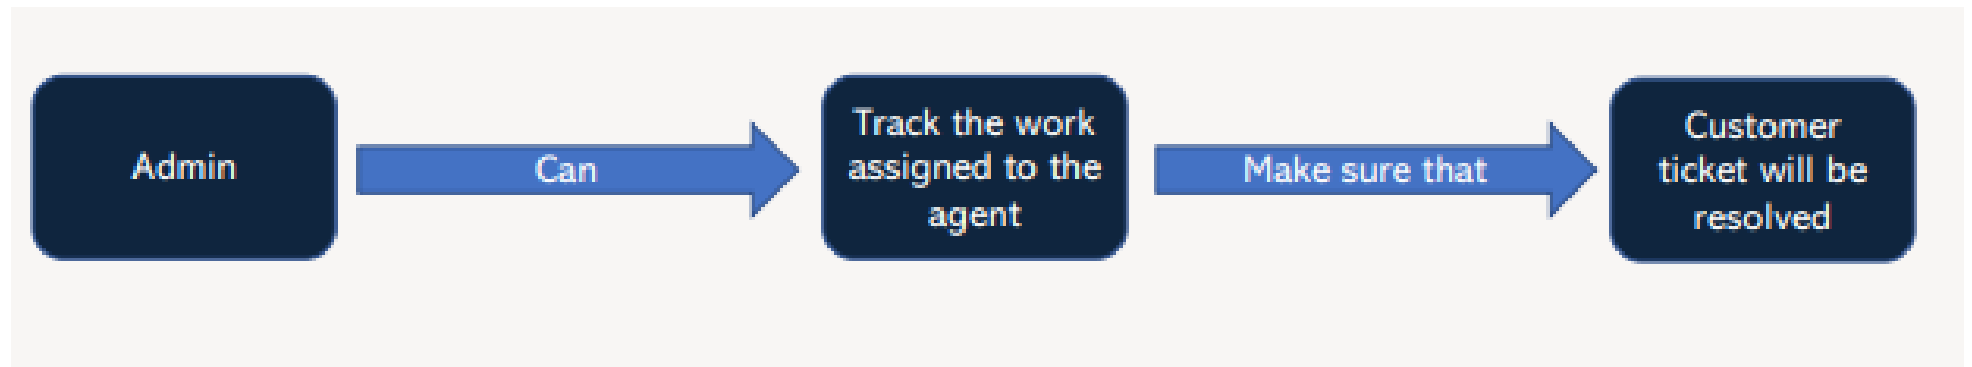 Admin
Can
Track the work
assigned to the
agent
Make sure that
Customer
ticket will be
resolved